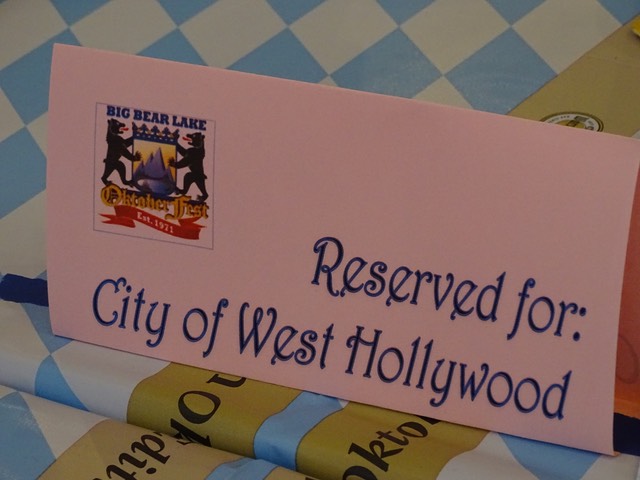 BIG BEAR LAKE
Oktoberfest
Est. 1971
Reserved for:
City of West Hollywood